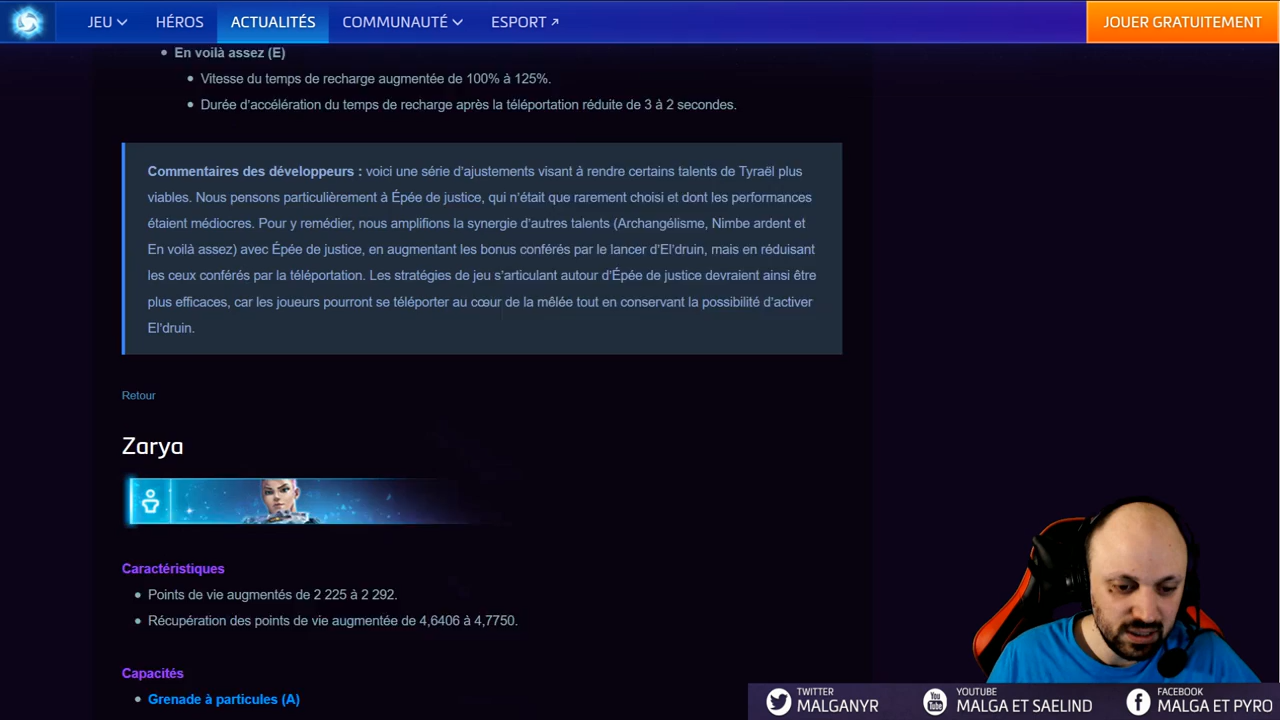 JEU HÉROS ACTUALITÉS COMMUNAUTÉ ESPORT JOUER GRATUITEMENT
En voilà assez (E)
Vitesse du temps de recharge augmentée de 100% à 125%.
Durée d'accélération du temps de recharge après la téléportation réduite de 3 à 2 secondes.
Commentaires des développeurs : voici une série d'ajustements visant à rendre certains talents de Tyraël plus
viables. Nous pensons particulièrement à Épée de justice, qui n'était que rarement choisi et dont les performances
étaient médiocres. Pour y remédier, nous amplifions la synergie d'autres talents (Archangélisme, Nimbe ardent et
En voilà assez) avec Épée de justice, en augmentant les bonus conférés par le lancer d'El'druin, mais en réduisant
les ceux conférés par la téléportation. Les stratégies de jeu s'articulant autour d'Épée de justice devraient ainsi être
plus efficaces, car les joueurs pourront se téléporter au cœur de la mêlée tout en conservant la possibilité d'activer
El'druin.
Retour
Zarya
Caractéristiques
Points de vie augmentés de 2 225 à 2 292.
Récupération des points de vie augmentée de 4,6406 à 4,7750.
Capacités
Grenade à particules (A)
TWITTER
MALGANYR
You Tube
YOUTUBE
MALGA ET SAELIND
FACEBOOK
MALGA ET PYRO